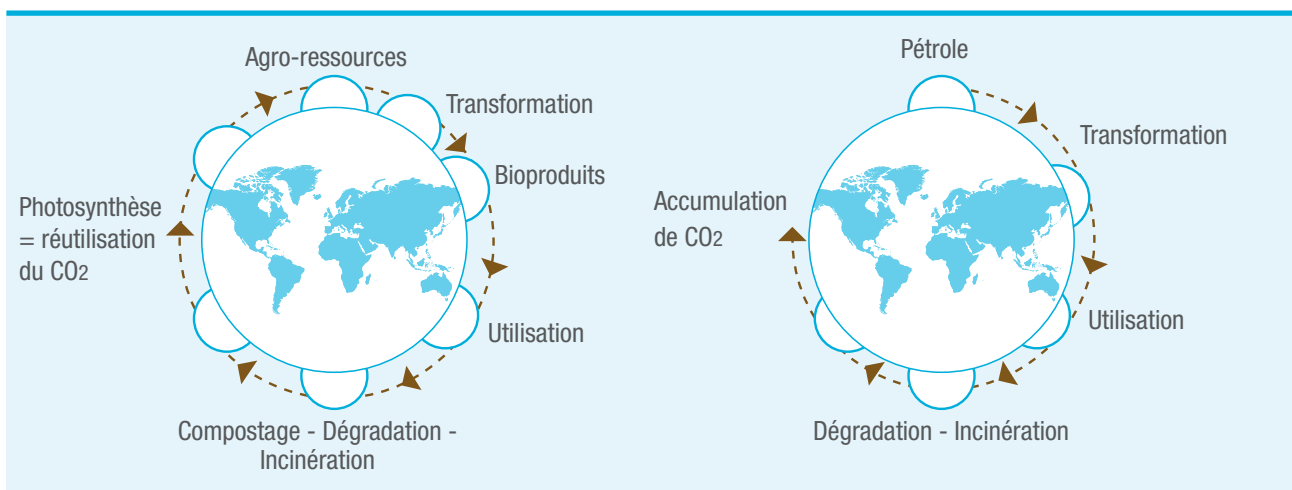 Agro-ressources
Transformation
Bioproduits
Utilisation
Compostage - Dégradation -
Incinération
Photosynthèse
= réutilisation
du CO2
Pétrole
Transformation
Utilisation
Dégradation - Incinération
Accumulation
de CO2